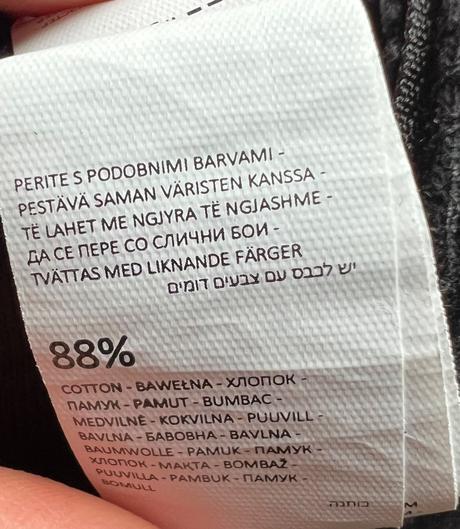 PERITE S PODOBNIMI BARVAMI -
PESTÄVÄ SAMAN VÄRISTEN KANSSA -
TË LAHET ME NGJYRA TË NGJASHME -
ДА СЕ ПЕРЕ СО СЛИЧНИ БОИ -
TVÄTTAS MED LIKNANDE FÄRGER
יש לכבס עם צבעים דומים
88%
COTTON - BAWEŁNA - ХЛОПОК -
ПАМУК - PAMUT - BUMBAC -
MEDVILNĖ - KOKVILNA - PUUVILL -
BAVLNA - БАВОВНА - BAVLNA -
BAUMWOLLE - PAMUK - ПАМУК -
ХЛОПОК - МАҚТА - BOMBAŽ -
PUUVILLA - PAMBUK - ПАМУК -
BOMULL
כותנה